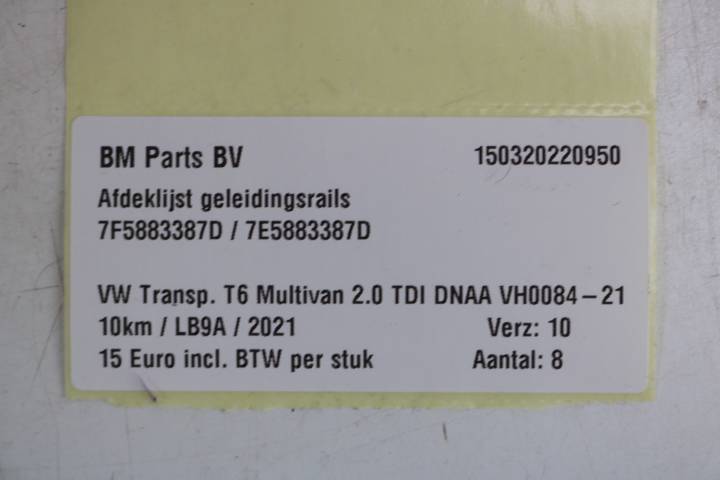 BM Parts BV 150320220950
Afdeklijst geleidingsrails
7F5883387D / 7E5883387D
VW Transp. T6 Multivan 2.0 TDI DNAA VH0084-21
10km / LB9A / 2021 Verz: 10
15 Euro incl. BTW per stuk Aantal: 8